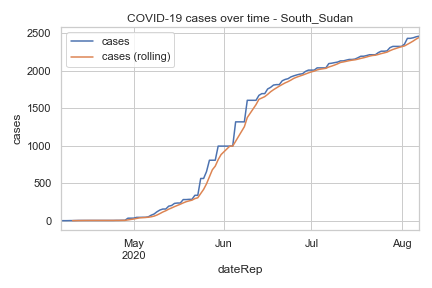 COVID-19 cases over time - South_Sudan
cases
cases (rolling)
2500
2000
1500
1000
500
0
cases
May
2020
Jun
Jul
Aug
dateRep